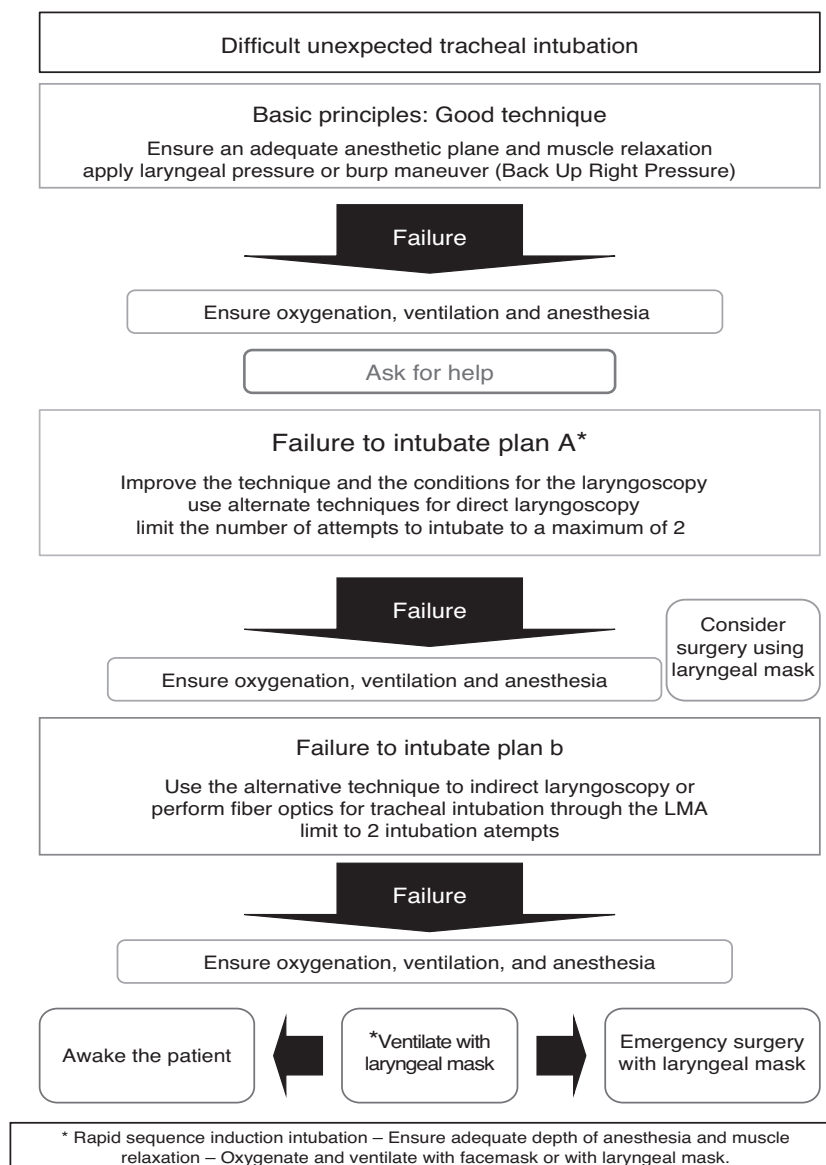 Difficult unexpected tracheal intubation
Basic principles: Good technique
Ensure an adequate anesthetic plane and muscle relaxation
apply laryngeal pressure or burp maneuver (Back Up Right Pressure)
Failure
Ensure oxygenation, ventilation and anesthesia
Ask for help
Failure to intubate plan A*
Improve the technique and the conditions for the laryngoscopy
use alternate techniques for direct laryngoscopy
limit the number of attempts to intubate to a maximum of 2
Failure
Consider
surgery using
laryngeal mask
Ensure oxygenation, ventilation and anesthesia
Failure to intubate plan b
Use the alternative technique to indirect laryngoscopy or
perform fiber optics for tracheal intubation through the LMA
limit to 2 intubation atempts
Failure
Ensure oxygenation, ventilation, and anesthesia
Awake the patient
*Ventilate with
laryngeal mask
Emergency surgery
with laryngeal mask
* Rapid sequence induction intubation – Ensure adequate depth of anesthesia and muscle
relaxation – Oxygenate and ventilate with facemask or with laryngeal mask.